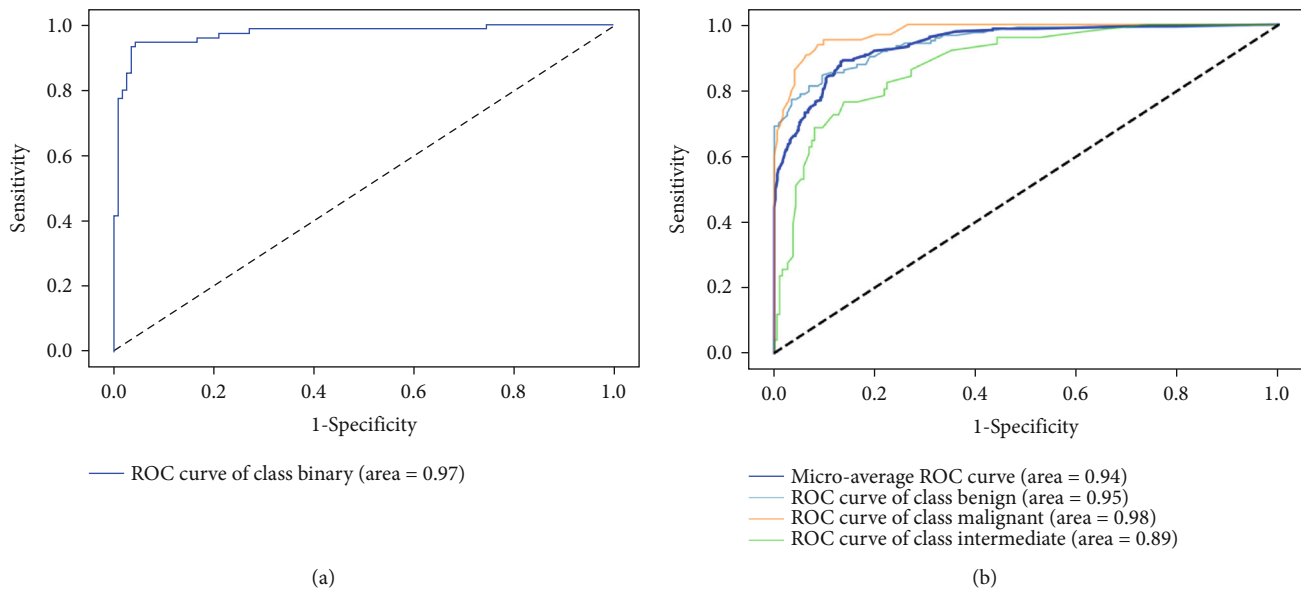 1.0
0.8
0.6
0.4
0.2
0.0
Sensitivity
0.0 0.2 0.4 0.6 0.8 1.0
1-Specificity
ROC curve of class binary (area = 0.97)
(a)
1.0
0.8
0.6
0.4
0.2
0.0
Sensitivity
0.0 0.2 0.4 0.6 0.8 1.0
1-Specificity
Micro-average ROC curve (area = 0.94)
ROC curve of class benign (area = 0.95)
ROC curve of class malignant (area = 0.98)
ROC curve of class intermediate (area = 0.89)
(b)